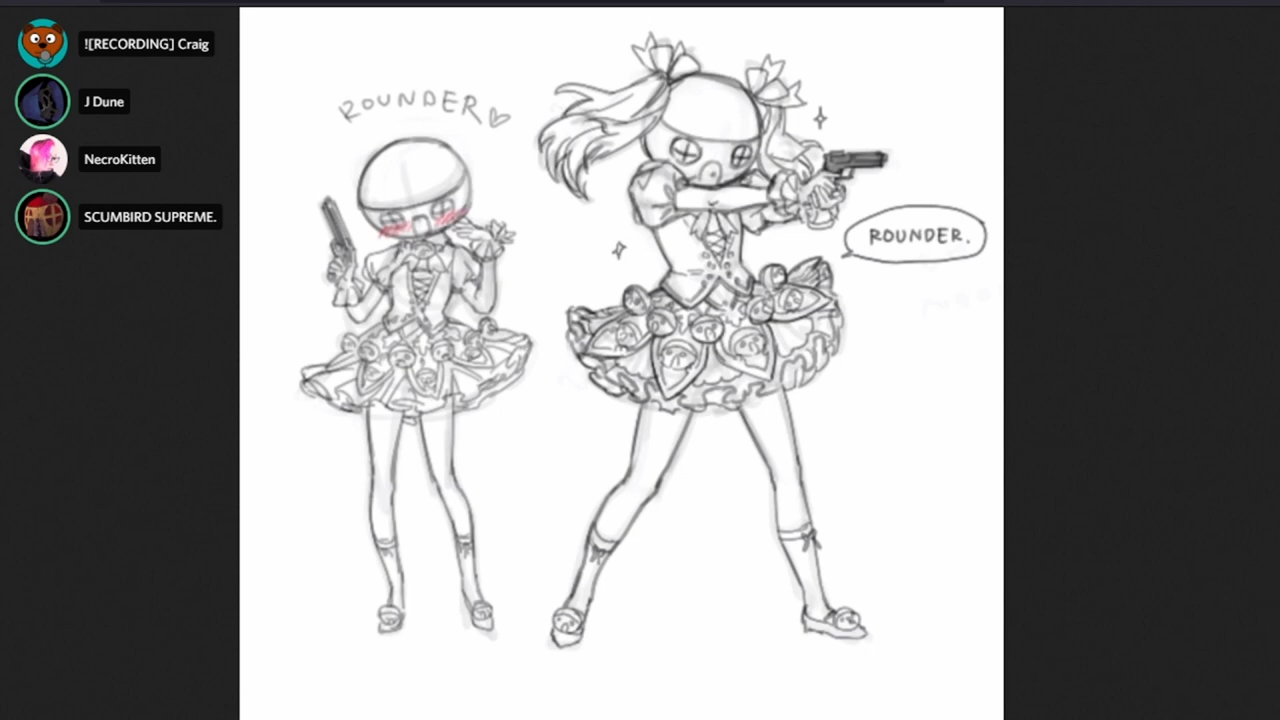 ![RECORDING] Craig
J Dune
NecroKitten
SCUMBIRD SUPREME.
ROUNDER♡
ROUNDER.